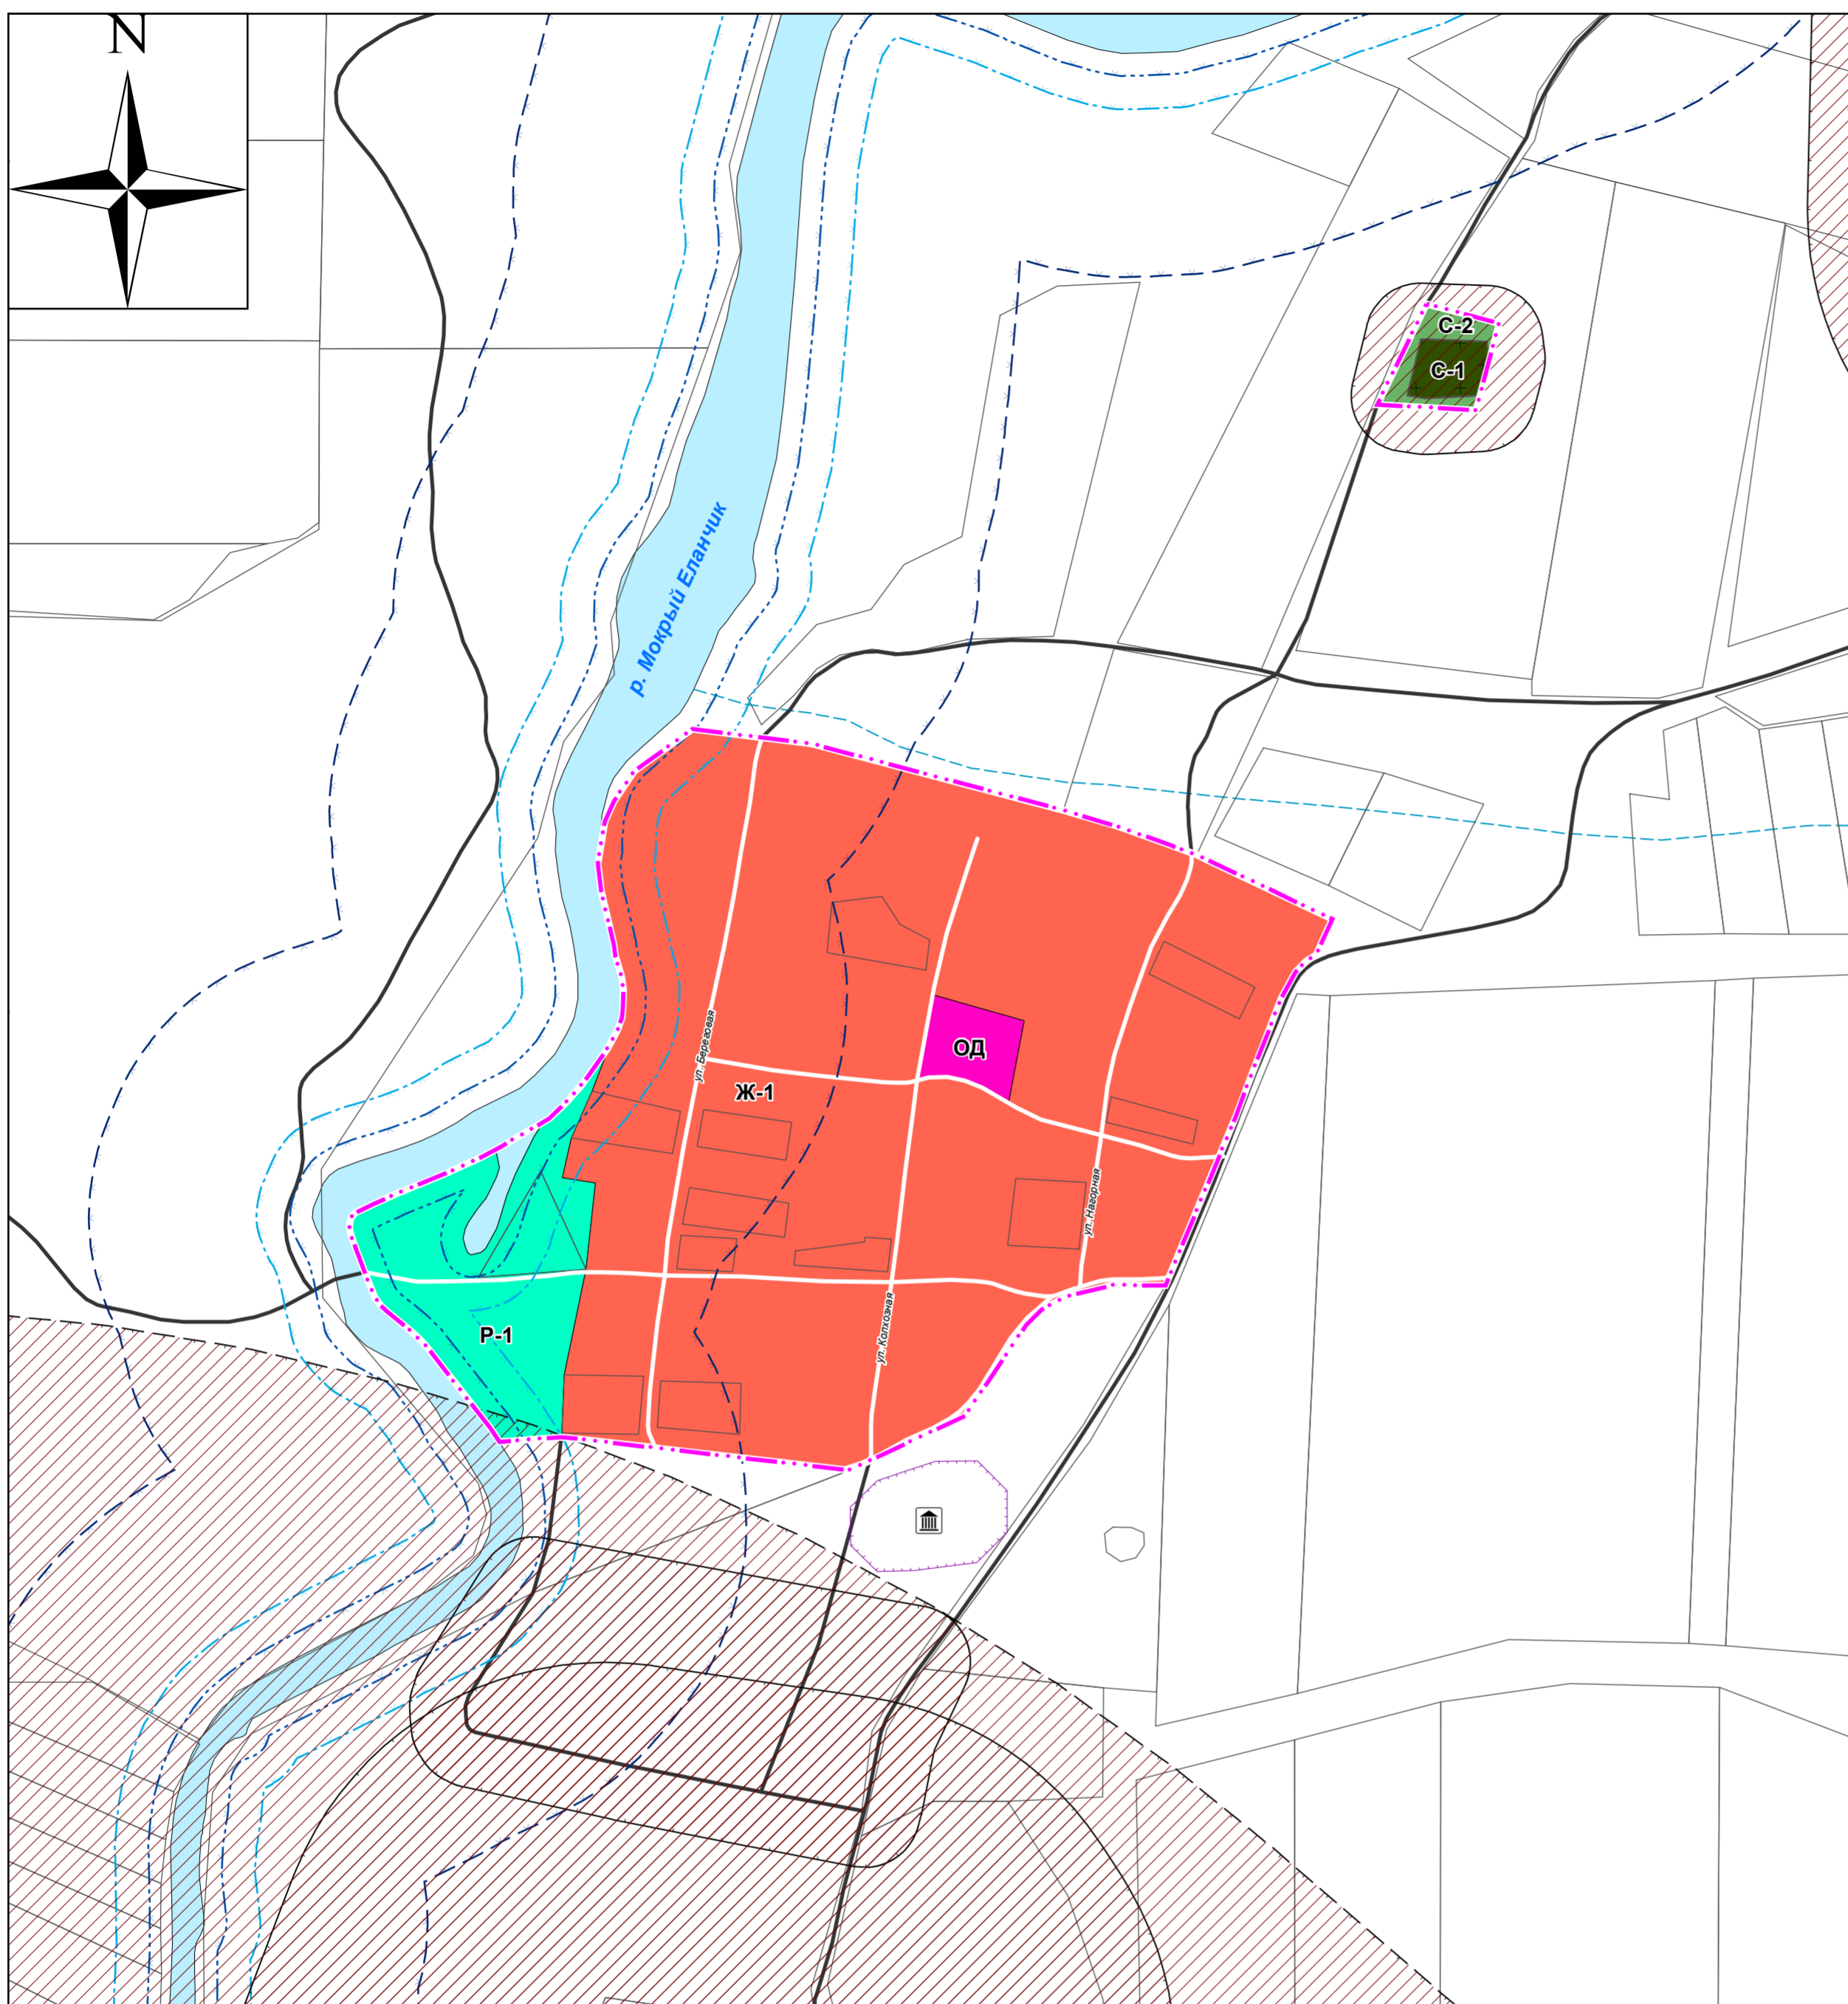 N
С-2
С-1
р. Мокрый Еланчик
ул. Береговая
ОД
Ж-1
ул. Нагорная
ул. Колхозная
Р-1